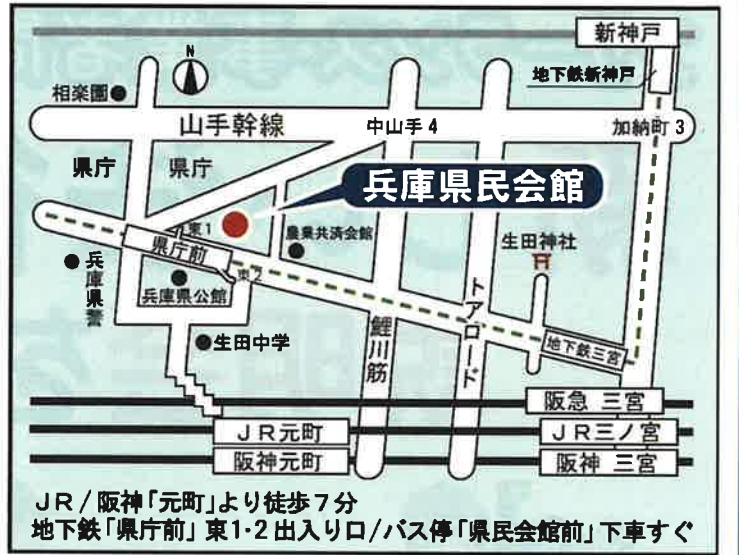 新神戸
地下鉄新神戸
N
相楽園
山手幹線
中山手4
加納町3
県庁
県庁
兵庫県民会館
東1
農業共済会館
生田神社
県庁前
東2
兵庫県警
兵庫県公館
生田中学
鯉川筋
トアロード
地下鉄三宮
阪急 三宮
JR元町
JR三ノ宮
阪神元町
阪神 三宮
JR/阪神「元町」より徒歩7分
地下鉄「県庁前」東1・2出入り口/バス停「県民会館前」下車すぐ